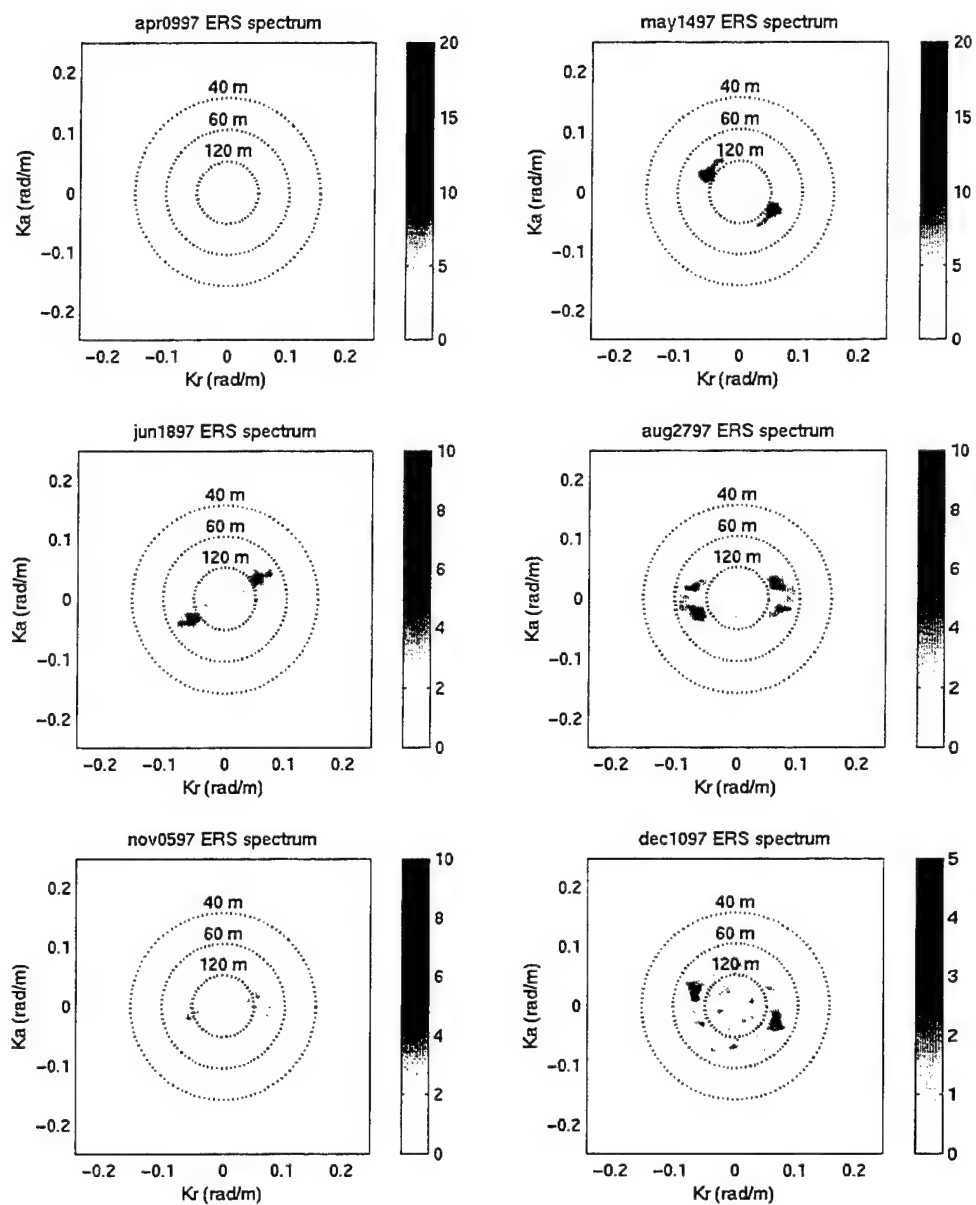 apr0997 ERS spectrum
20
15
10
5
0
0.2
0.1
0
−0.1
−0.2
Ka (rad/m)
40 m
60 m
120 m
−0.2 −0.1 0 0.1 0.2
Kr (rad/m)
may1497 ERS spectrum
20
15
10
5
0
0.2
0.1
0
−0.1
−0.2
Ka (rad/m)
40 m
60 m
120 m
−0.2 −0.1 0 0.1 0.2
Kr (rad/m)
jun1897 ERS spectrum
10
8
6
4
2
0
0.2
0.1
0
−0.1
−0.2
Ka (rad/m)
40 m
60 m
120 m
−0.2 −0.1 0 0.1 0.2
Kr (rad/m)
aug2797 ERS spectrum
10
8
6
4
2
0
0.2
0.1
0
−0.1
−0.2
Ka (rad/m)
40 m
60 m
120 m
−0.2 −0.1 0 0.1 0.2
Kr (rad/m)
nov0597 ERS spectrum
10
8
6
4
2
0
0.2
0.1
0
−0.1
−0.2
Ka (rad/m)
40 m
60 m
120 m
−0.2 −0.1 0 0.1 0.2
Kr (rad/m)
dec1097 ERS spectrum
5
4
3
2
1
0
0.2
0.1
0
−0.1
−0.2
Ka (rad/m)
40 m
60 m
120 m
−0.2 −0.1 0 0.1 0.2
Kr (rad/m)